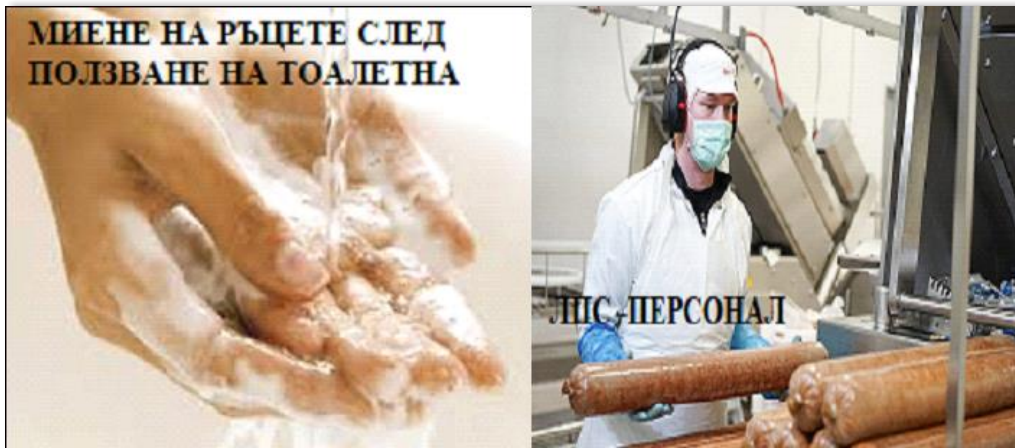 МИЕНЕ НА РЪЦЕТЕ СЛЕД
ПОЛЗВАНЕ НА ТОАЛЕТНА
ЛПС-ПЕРСОНАЛ